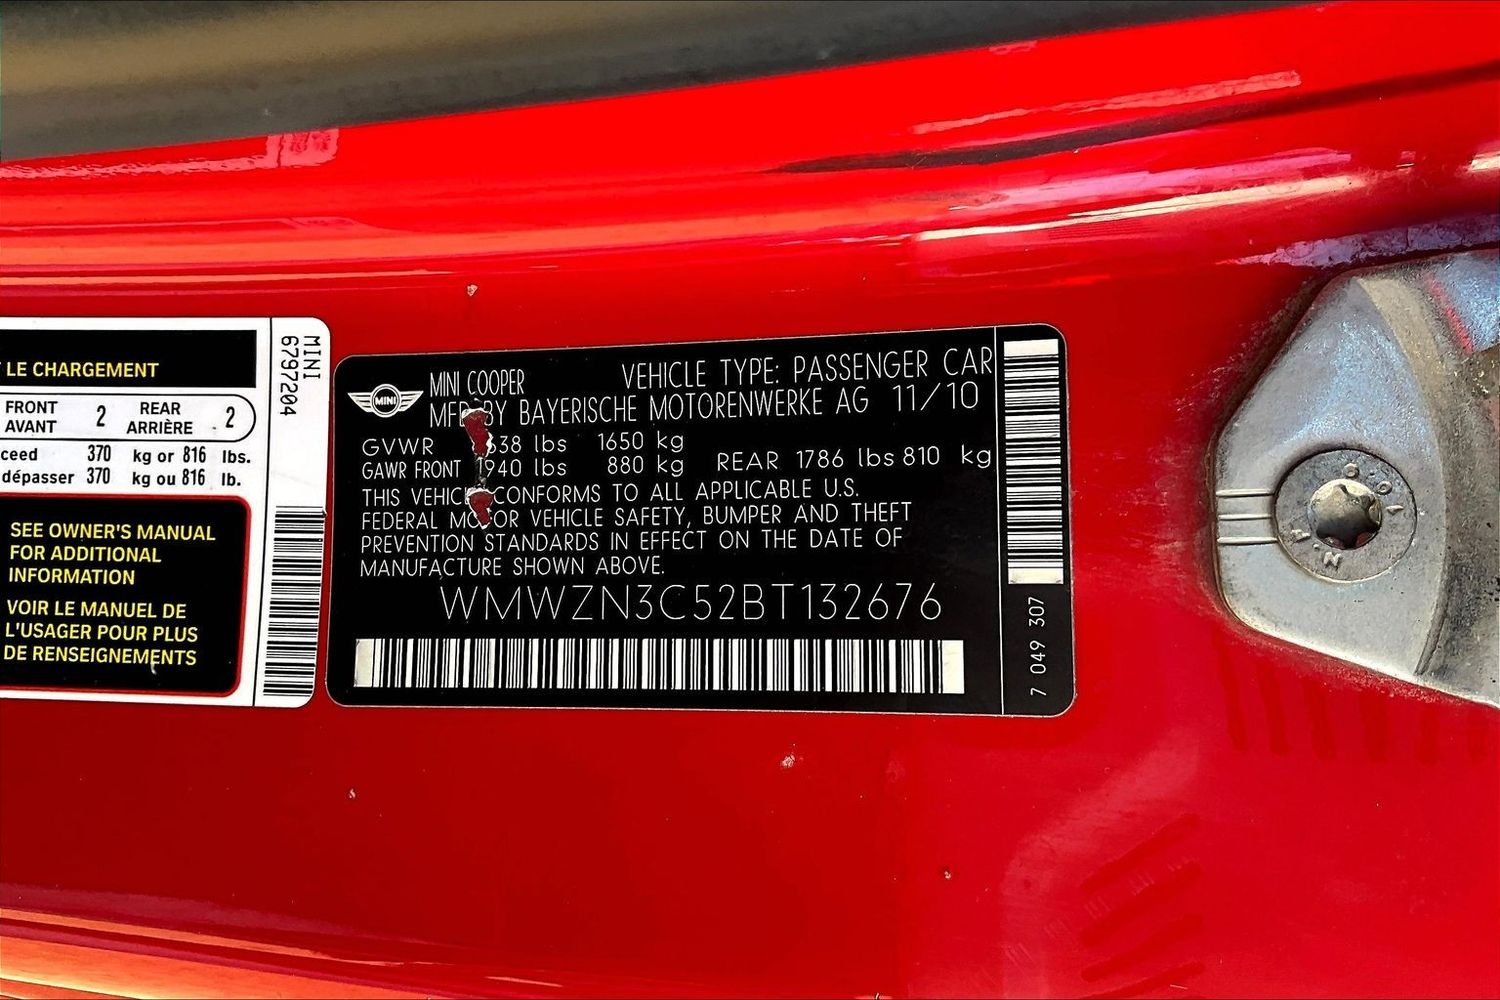 LE CHARGEMENT
FRONT 2 REAR 2
AVANT ARRIÈRE
ceed 370 kg or 816 lbs.
dépasser 370 kg ou 816 lb.
SEE OWNER'S MANUAL
FOR ADDITIONAL
INFORMATION
VOIR LE MANUEL DE
L'USAGER POUR PLUS
DE RENSEIGNEMENTS
MINI
6797204
MINI
MINI COOPER VEHICLE TYPE: PASSENGER CAR
BY BAYERISCHE MOTORENWERKE AG 11/10
GVWR 638 lbs 1650 kg
GAWR FRONT 1940 lbs 880 kg REAR 1786 lbs 810 kg
THIS CONFORMS TO ALL APPLICABLE U.S.
FEDERAL MOTOR VEHICLE SAFETY, BUMPER AND THEFT
PREVENTION STANDARDS IN EFFECT ON THE DATE OF
MANUFACTURE SHOWN ABOVE.
WMWZN3C52BT132676
7 049 307